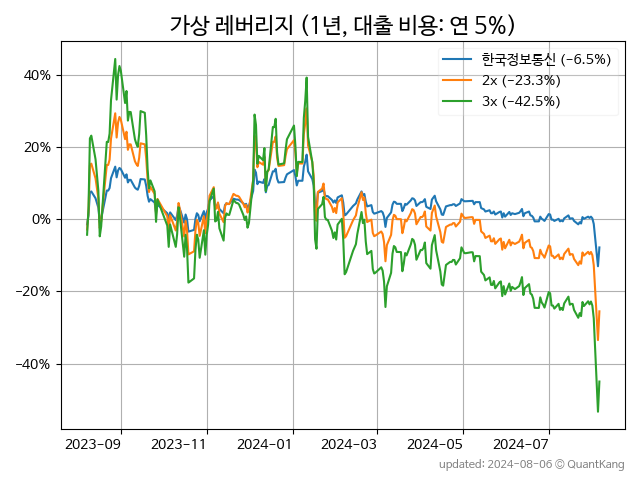 가상 레버리지 (1년, 대출 비용: 연 5%)
한국정보통신 (−6.5%)
2x (−23.3%)
3x (−42.5%)
40%
20%
0%
−20%
−40%
2023-09 2023-11 2024-01 2024-03 2024-05 2024-07
updated: 2024-08-06 © QuantKang